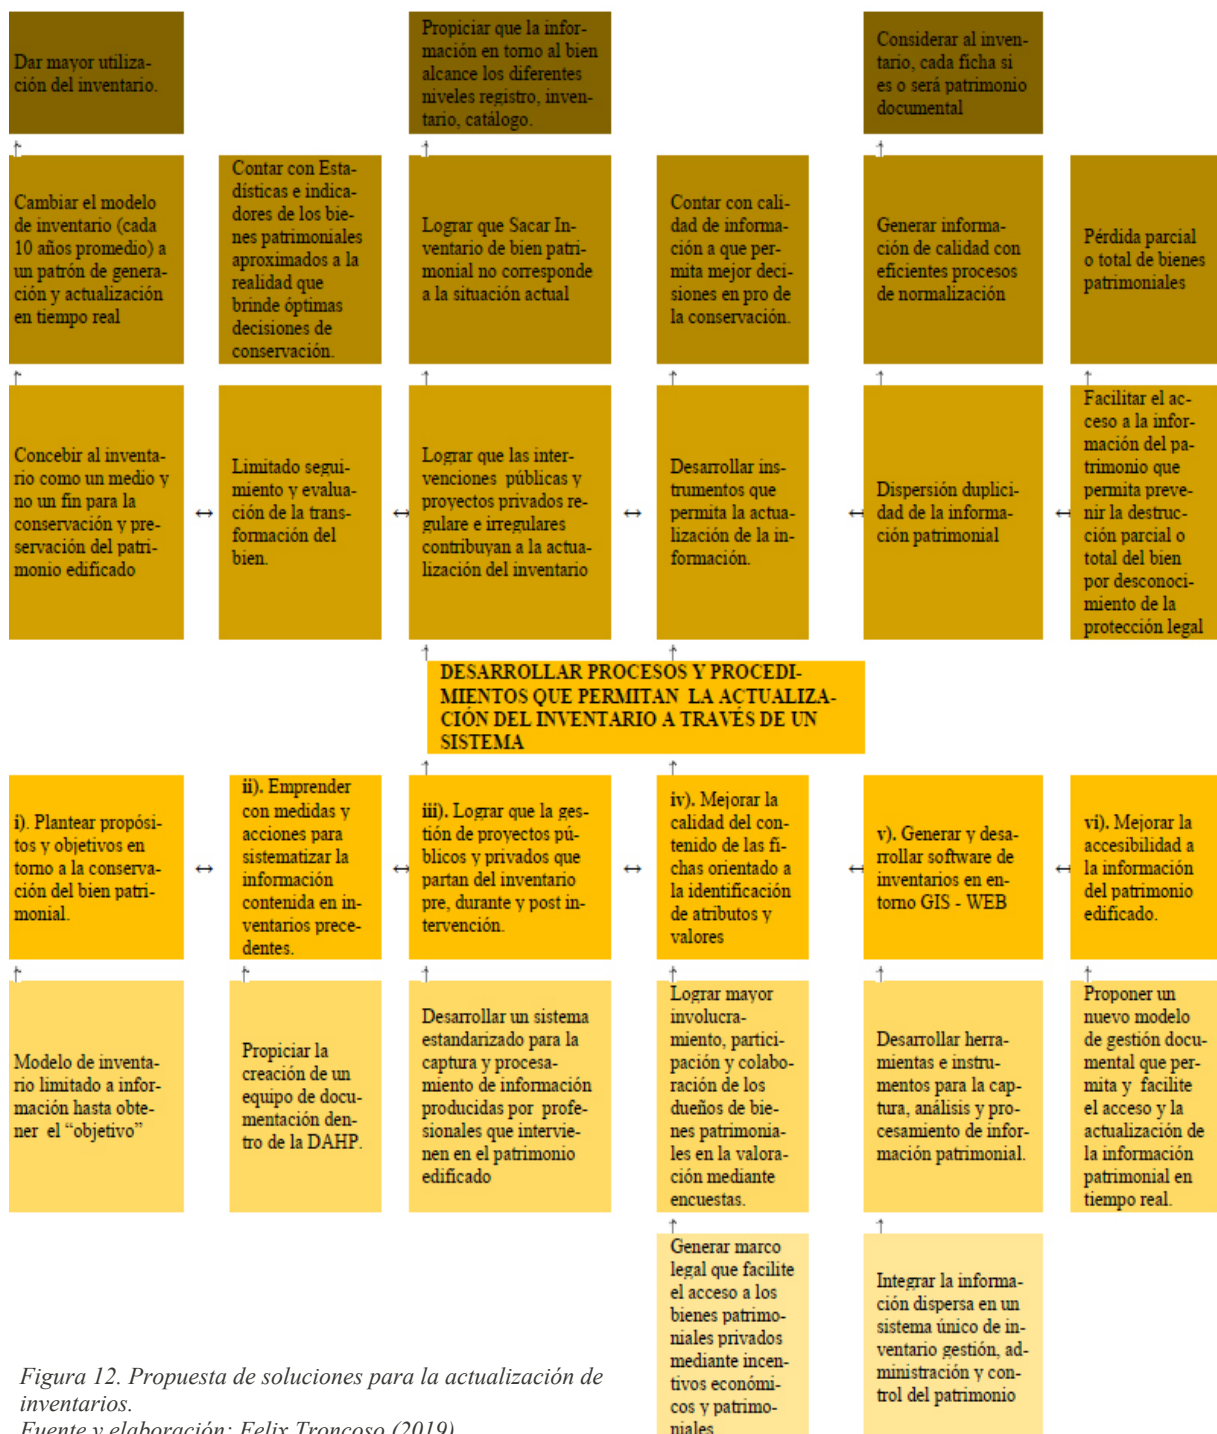 Dar mayor utiliza-
ción del inventario.
Propiciar que la infor-
mación en torno al bien
alcance los diferentes
niveles registro, inven-
tario, catálogo.
Considerar al inven-
tario, cada ficha si
es o será patrimonio
documental
Cambiar el modelo
de inventario (cada
10 años promedio) a
un patrón de genera-
ción y actualización
en tiempo real
Contar con Esta-
dísticas e indica-
dores de los bie-
nes patrimoniales
aproximados a la
realidad que
brinde óptimas
decisiones de
conservación.
Lograr que Sacar In-
ventario de bien patri-
monial no corresponde
a la situación actual
Contar con cali-
dad de informa-
ción a que per-
mita mejor deci-
siones en pro de
la conservación.
Generar informa-
ción de calidad con
eficientes procesos
de normalización
Pérdida parcial
o total de bienes
patrimoniales
Concebir al inventa-
rio como un medio y
no un fin para la
conservación y pre-
servación del patri-
monio edificado
Limitado segui-
miento y evalua-
ción de la trans-
formación del
bien.
Lograr que las inter-
venciones públicas y
proyectos privados re-
gulare e irregulares
contribuyan a la actua-
lización del inventario
Desarrollar ins-
trumentos que
permita la actua-
lización de la in-
formación.
Dispersión duplici-
dad de la informa-
ción patrimonial
Facilitar el ac-
ceso a la infor-
mación del pa-
trimonio que
permita preve-
nir la destruc-
ción parcial o
total del bien
por desconoci-
miento de la
protección legal
DESARROLLAR PROCESOS Y PROCEDI-
MIENTOS QUE PERMITAN LA ACTUALIZA-
CIÓN DEL INVENTARIO A TRAVÉS DE UN
SISTEMA
i). Plantear propósi-
tos y objetivos en
torno a la conserva-
ción del bien patri-
monial.
ii). Emprender
con medidas y
acciones para
sistematizar la
información
contenida en in-
ventarios prece-
dentes.
iii). Lograr que la ges-
tión de proyectos pú-
blicos y privados que
partan del inventario
pre, durante y post in-
tervención.
iv). Mejorar la
calidad del con-
tenido de las fi-
chas orientado a
la identificación
de atributos y
valores
v). Generar y desa-
rrollar software de
inventarios en en-
torno GIS - WEB
vi). Mejorar la
accesibilidad a
la información
del patrimonio
edificado.
Modelo de inventa-
rio limitado a infor-
mación hasta obte-
ner el “objetivo”
Propiciar la
creación de un
equipo de docu-
mentación den-
tro de la DAHP.
Desarrollar un sistema
estandarizado para la
captura y procesa-
miento de información
producidas por profe-
sionales que intervie-
nen en el patrimonio
edificado
Lograr mayor
involucra-
miento, partici-
pación y colabo-
ración de los
dueños de bie-
nes patrimonia-
les en la valora-
ción mediante
encuestas.
Desarrollar herra-
mientas e instru-
mentos para la cap-
tura, análisis y pro-
cesamiento de infor-
mación patrimonial.
Proponer un
nuevo modelo
de gestión docu-
mental que per-
mita y facilite
el acceso y la
actualización de
la información
patrimonial en
tiempo real.
Generar marco
legal que facilite
el acceso a los
bienes patrimo-
niales privados
mediante incen-
tivos económi-
cos y patrimo-
niales
Integrar la informa-
ción dispersa en un
sistema único de in-
ventario gestión, ad-
ministración y con-
trol del patrimonio
Figura 12. Propuesta de soluciones para la actualización de
inventarios.
Fuente y elaboración: Felix Troncoso (2019)